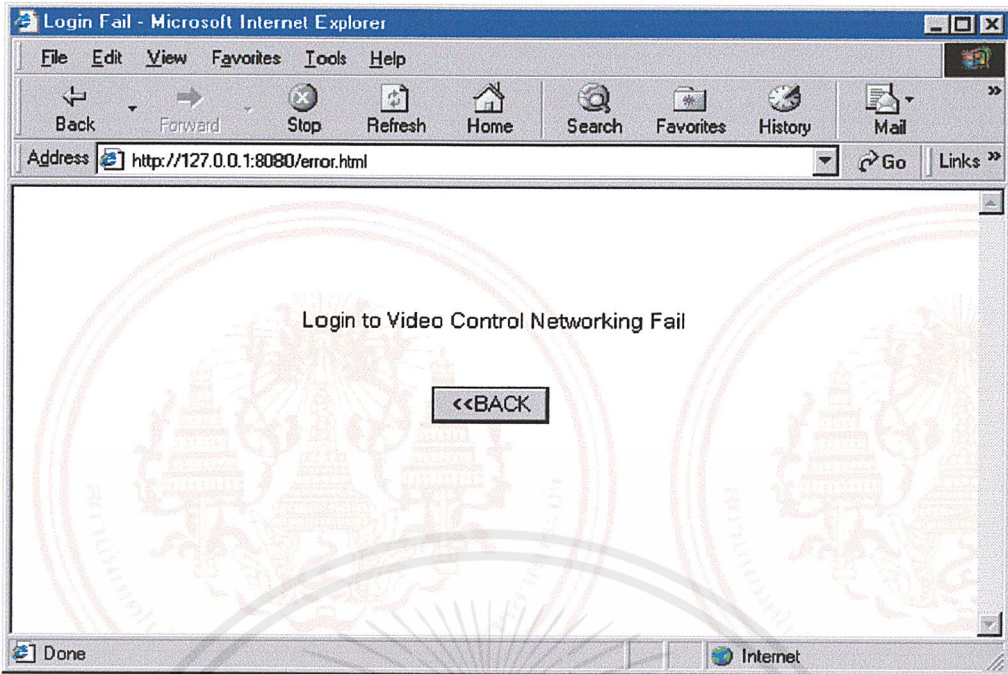 Login Fail - Microsoft Internet Explorer
File Edit View Favorites Tools Help
Back Forward Stop Refresh Home Search Favorites History Mail »
Address http://127.0.0.1:8080/error.html Go Links »
Login to Video Control Networking Fail
<<BACK
Done Internet